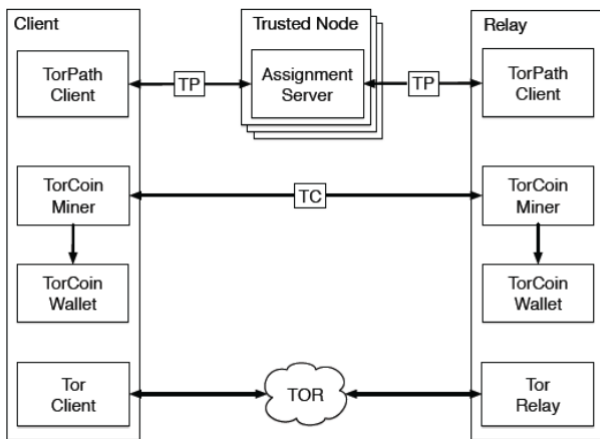 Client
Trusted Node
Relay
TorPath
Client
TP
Assignment
Server
TP
TorPath
Client
TorCoin
Miner
TC
TorCoin
Miner
TorCoin
Wallet
TorCoin
Wallet
Tor
Client
TOR
Tor
Relay